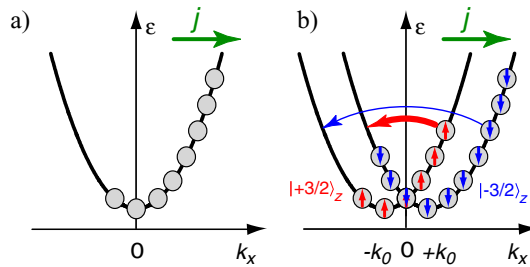 a)
ε
j
0
k_x
b)
ε
j
|+3/2⟩_z
|-3/2⟩_z
-k_0
0
+k_0
k_x